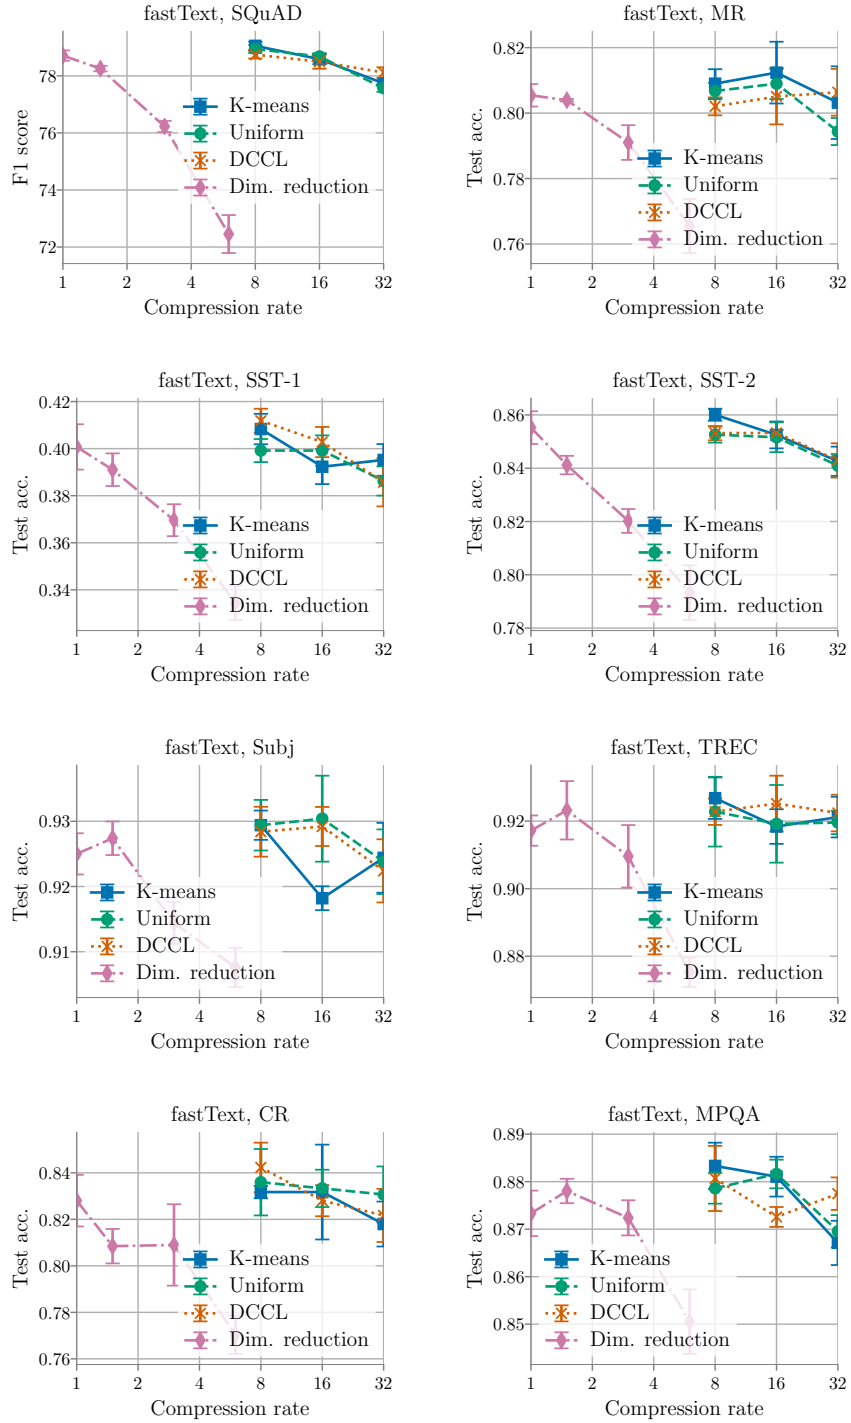 fastText, SQuAD
F1 score
78
76
74
72
K-means
Uniform
DCCL
Dim. reduction
1 2 4 8 16 32
Compression rate
fastText, MR
Test acc.
0.82
0.80
0.78
0.76
K-means
Uniform
DCCL
Dim. reduction
1 2 4 8 16 32
Compression rate
fastText, SST-1
Test acc.
0.42
0.40
0.38
0.36
0.34
K-means
Uniform
DCCL
Dim. reduction
1 2 4 8 16 32
Compression rate
fastText, SST-2
Test acc.
0.86
0.84
0.82
0.80
0.78
K-means
Uniform
DCCL
Dim. reduction
1 2 4 8 16 32
Compression rate
fastText, Subj
Test acc.
0.93
0.92
0.91
K-means
Uniform
DCCL
Dim. reduction
1 2 4 8 16 32
Compression rate
fastText, TREC
Test acc.
0.92
0.90
0.88
K-means
Uniform
DCCL
Dim. reduction
1 2 4 8 16 32
Compression rate
fastText, CR
Test acc.
0.84
0.82
0.80
0.78
0.76
K-means
Uniform
DCCL
Dim. reduction
1 2 4 8 16 32
Compression rate
fastText, MPQA
Test acc.
0.89
0.88
0.87
0.86
0.85
K-means
Uniform
DCCL
Dim. reduction
1 2 4 8 16 32
Compression rate